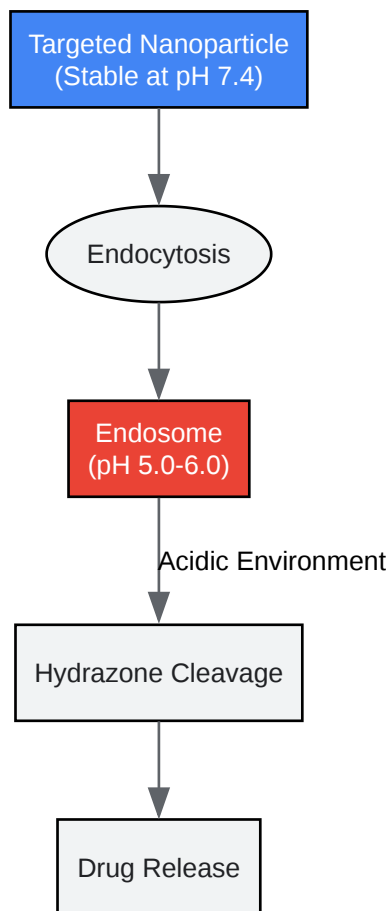 Targeted Nanoparticle
(Stable at pH 7.4)
Endocytosis
Endosome
(pH 5.0-6.0)
Acidic Environment
Hydrazone Cleavage
Drug Release